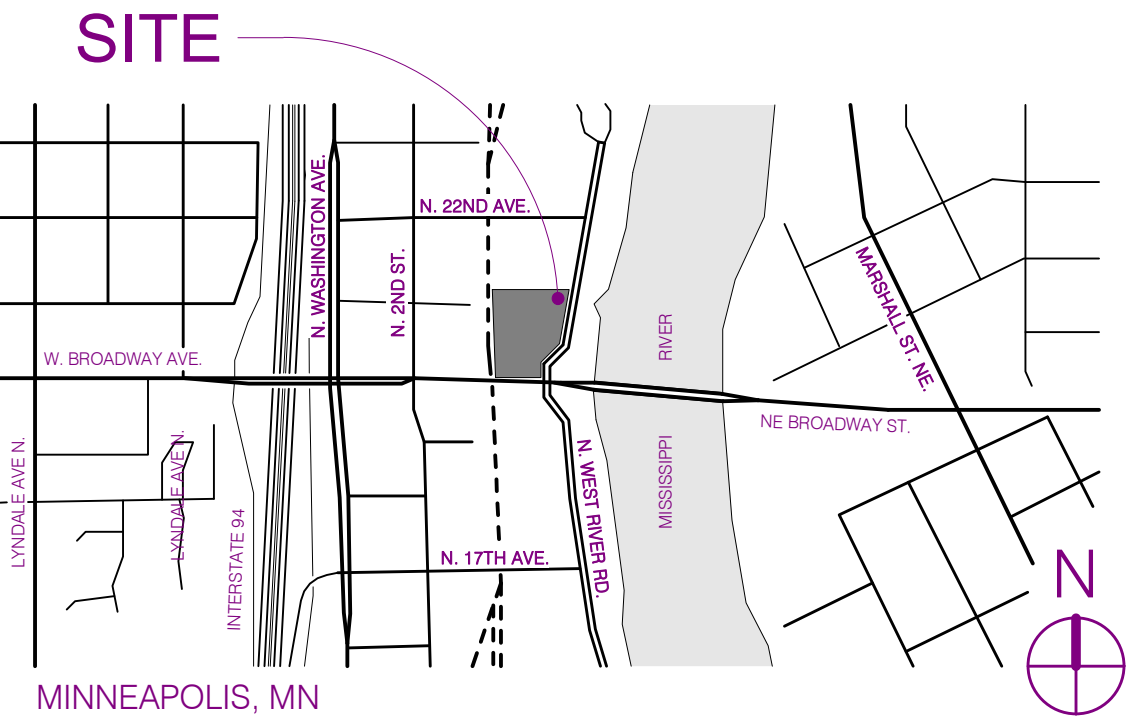 SITE
N. 22ND AVE.
N. WASHINGTON AVE.
N. 2ND ST.
MARSHALL ST. NE.
RIVER
W. BROADWAY AVE.
NE BROADWAY ST.
LYNDALE AVE N.
LYNDALE AVE N.
MISSISSIPPI
N. WEST RIVER RD.
INTERSTATE 94
N. 17TH AVE.
N
MINNEAPOLIS, MN